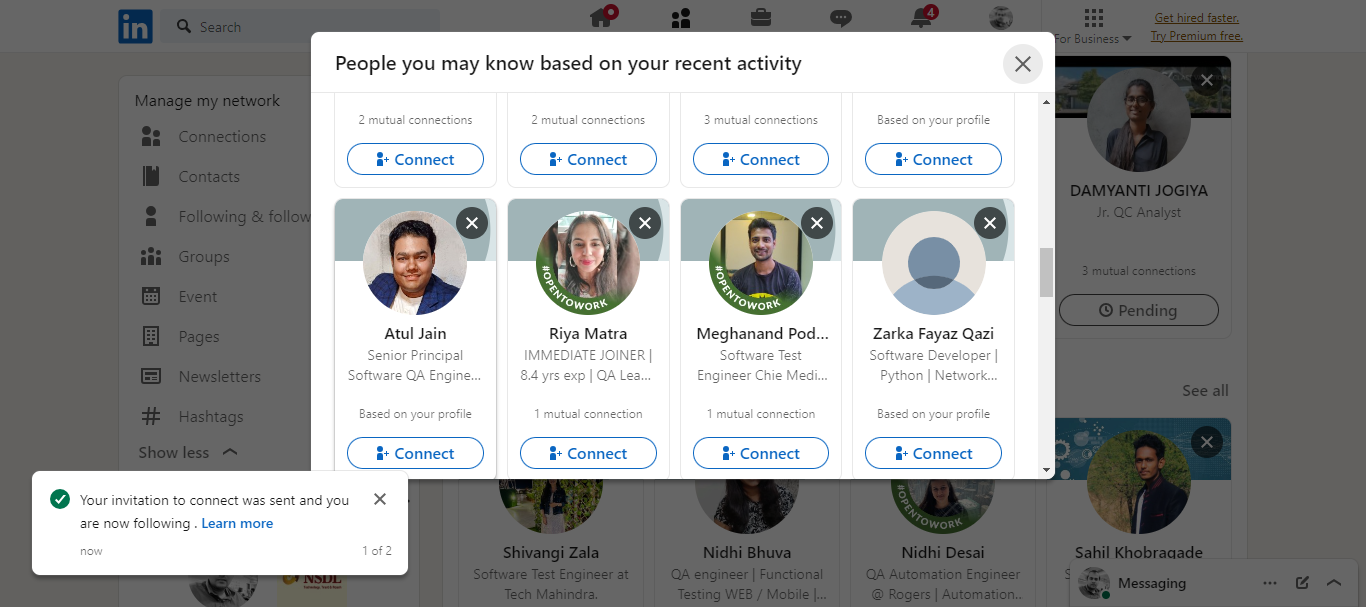 in
Search
4
For Business
Get hired faster.
Try Premium free.
People you may know based on your recent activity
Manage my network
Connections
Contacts
Following & follow
Groups
Event
Pages
Newsletters
Hashtags
Show less
2 mutual connections
2 mutual connections
3 mutual connections
Based on your profile
Connect
Connect
Connect
Connect
#OPENTOWORK
#OPENTOWORK
Atul Jain
Riya Matra
Meghanand Pod...
Zarka Fayaz Qazi
Senior Principal
Software QA Engine...
IMMEDIATE JOINER |
8.4 yrs exp | QA Lea...
Software Test
Engineer Chie Medi...
Software Developer |
Python | Network...
Based on your profile
1 mutual connection
1 mutual connection
Based on your profile
Connect
Connect
Connect
Connect
DAMYANTI JOGIYA
Jr. QC Analyst
3 mutual connections
Pending
See all
Shivangi Zala
Software Test Engineer at
Tech Mahindra.
Nidhi Bhuva
QA engineer | Functional
Testing WEB / Mobile |...
#OPENTOWORK
Nidhi Desai
QA Automation Engineer
@ Rogers | Automation...
Sahil Khobragade
Your invitation to connect was sent and you
are now following . Learn more
now
1 of 2
NSDL
Messaging